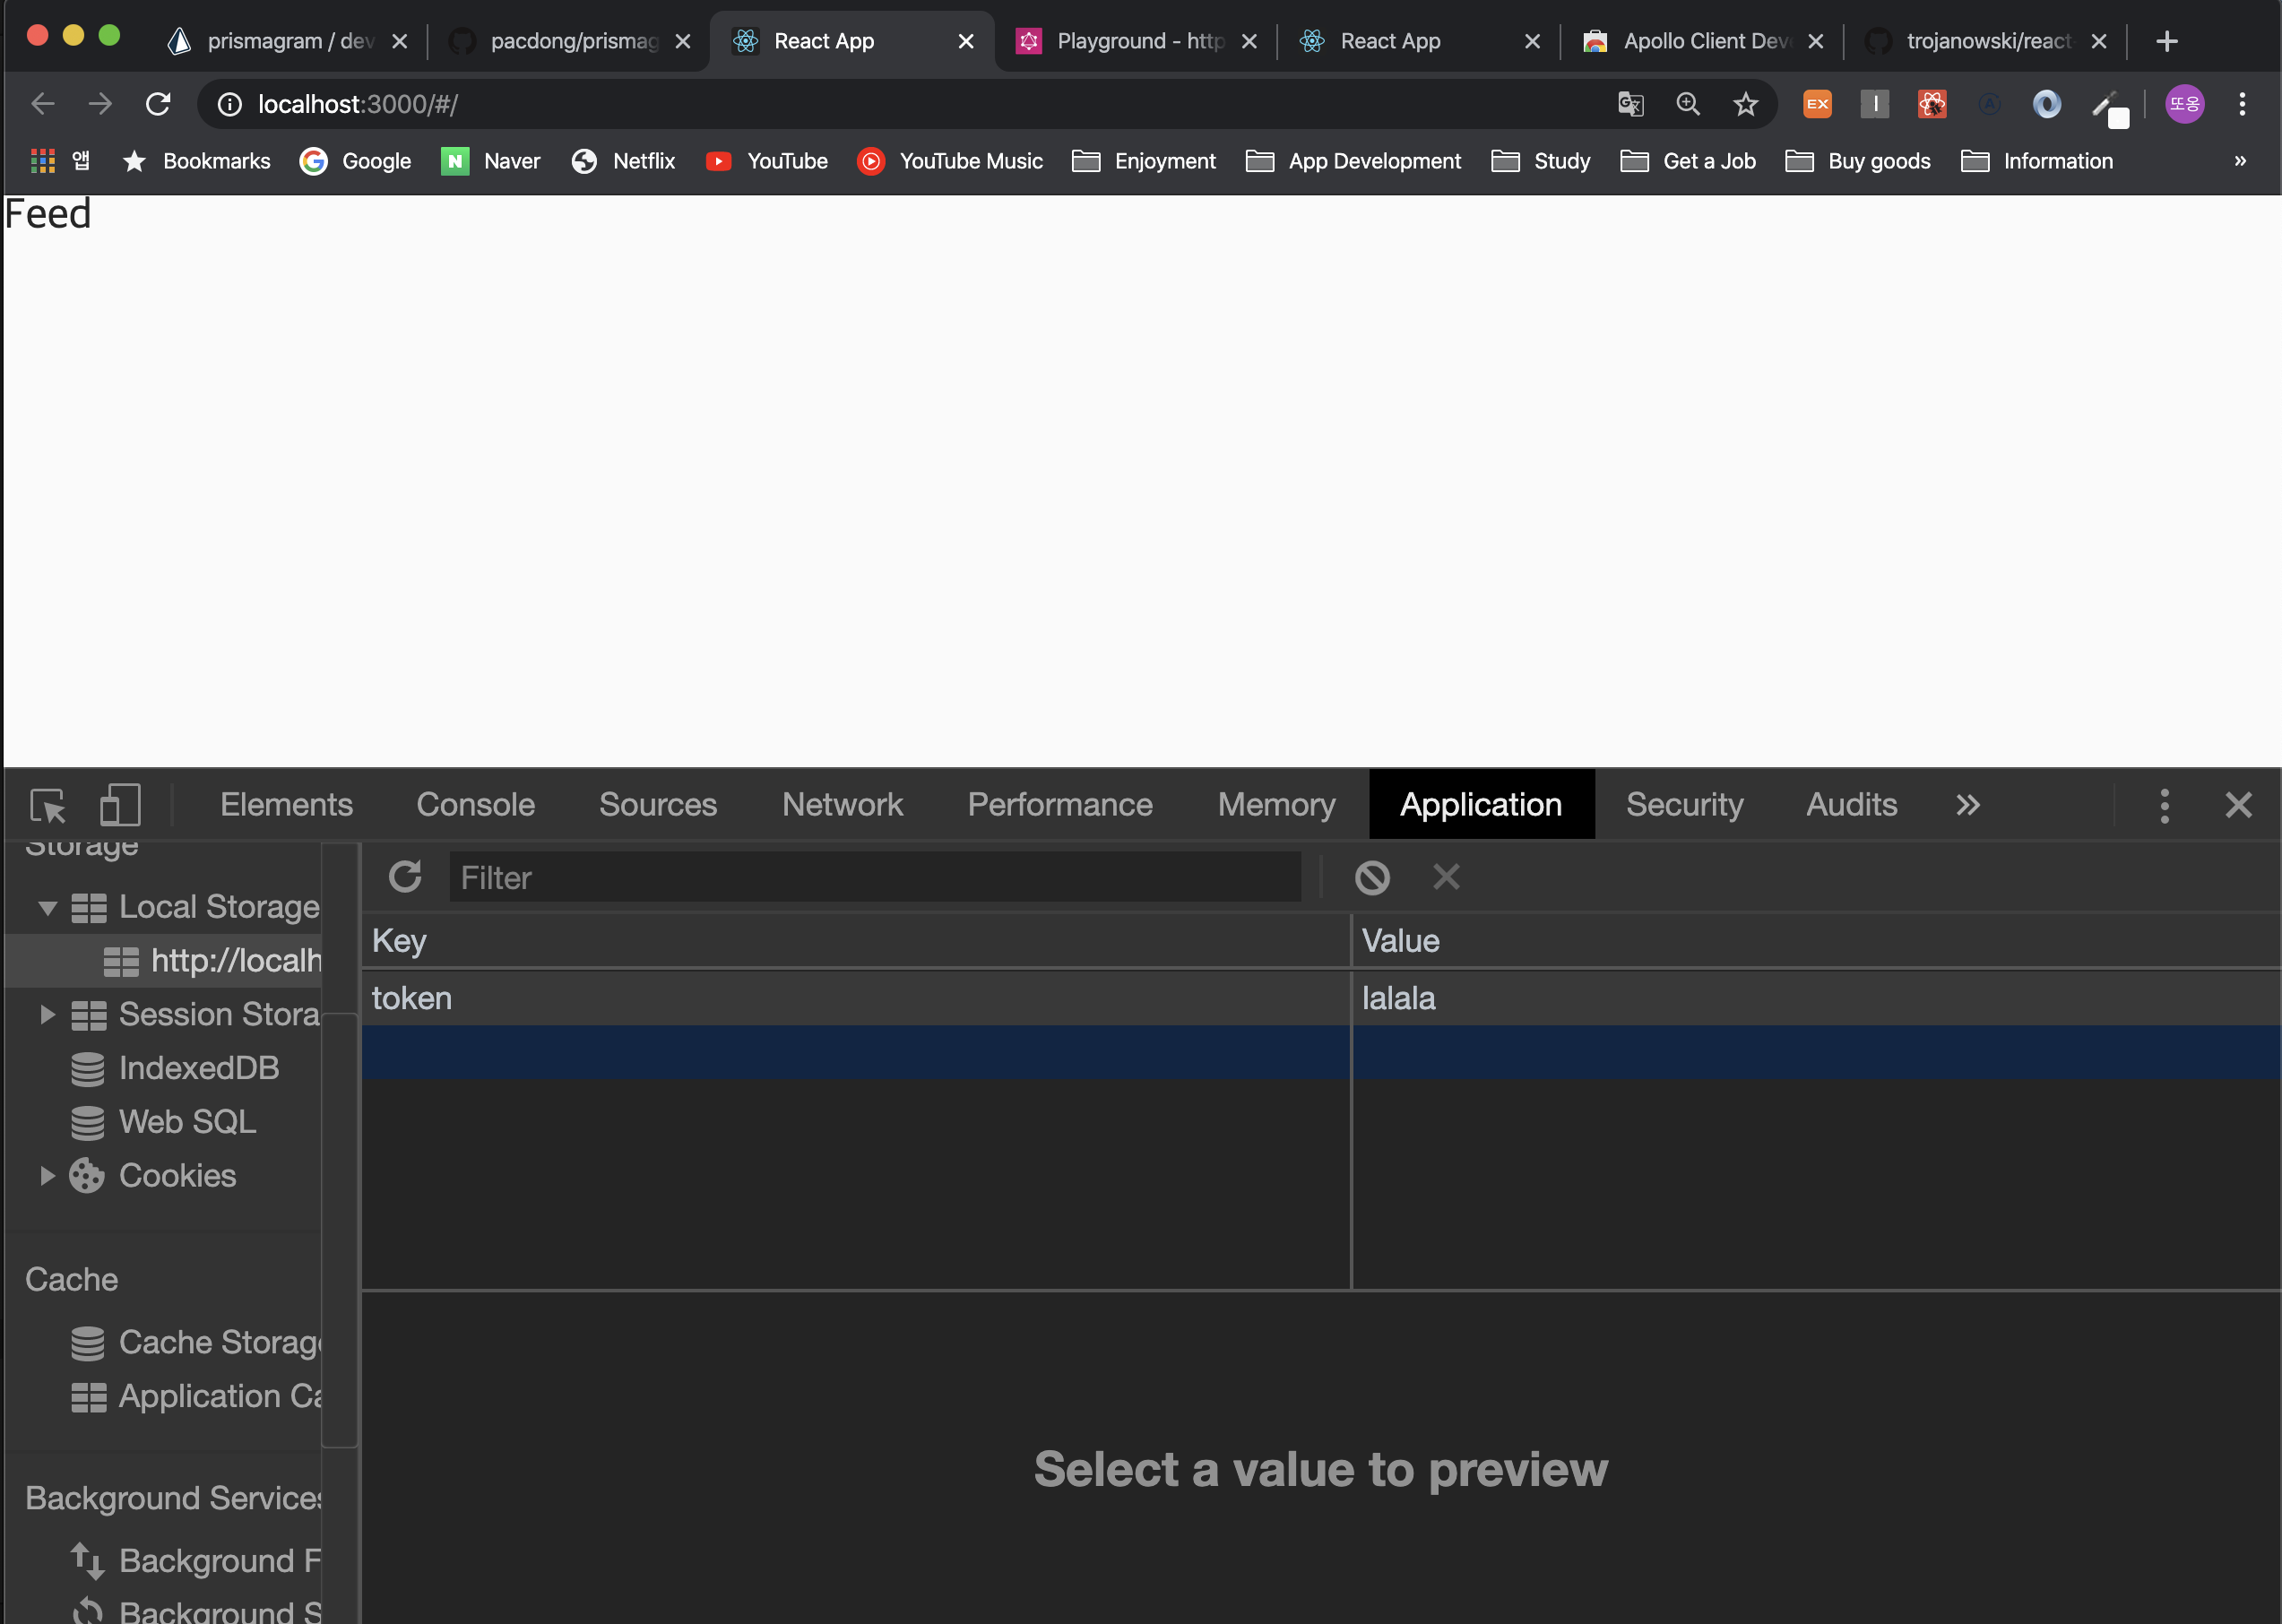 prismagram / dev
pacdong/prismag
React App
Playground - http
React App
Apollo Client Dev
trojanowski/react
localhost:3000/#/
EX
또옹
앱
Bookmarks
Google
N Naver
Netflix
YouTube
YouTube Music
Enjoyment
App Development
Study
Get a Job
Buy goods
Information
»
Feed
Elements
Console
Sources
Network
Performance
Memory
Application
Security
Audits
Storage
Local Storage
http://localh
Session Stora
IndexedDB
Web SQL
Cookies
Cache
Cache Storage
Application Ca
Background Services
Background F
Background S
Filter
Key Value
token lalala
Select a value to preview